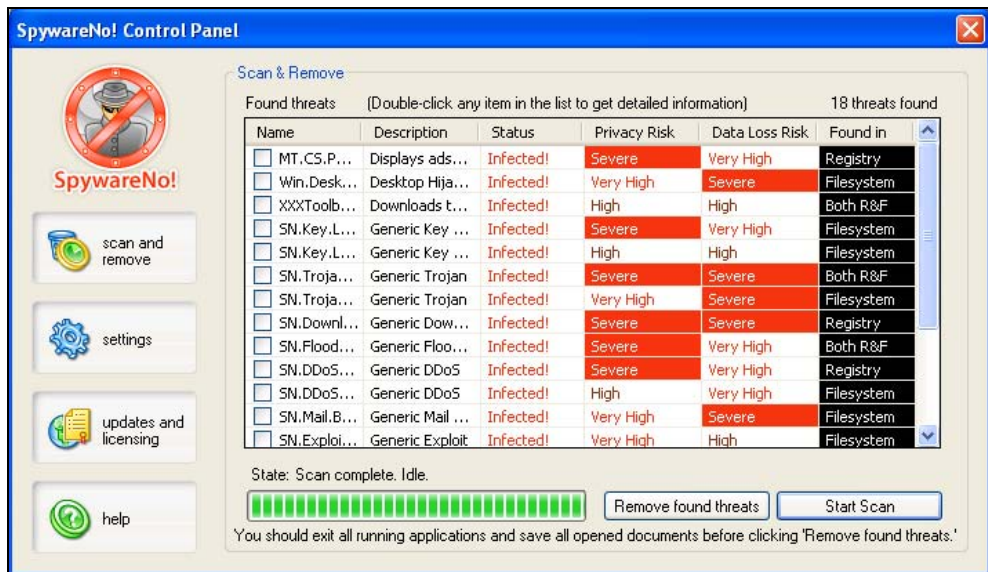 SpywareNo! Control Panel
SpywareNo!
scan and
remove
settings
updates and
licensing
help
Scan & Remove
Found threats (Double-click any item in the list to get detailed information) 18 threats found
Name Description Status Privacy Risk Data Loss Risk Found in
MT.CS.P... Displays ads... Infected! Severe Very High Registry
Win.Desk... Desktop Hija... Infected! Very High Severe Filesystem
XXXToolb... Downloads t... Infected! High High Both R&F
SN.Key.L... Generic Key ... Infected! Severe Very High Filesystem
SN.Key.L... Generic Key ... Infected! High High Filesystem
SN.Troja... Generic Trojan Infected! Severe Severe Both R&F
SN.Troja... Generic Trojan Infected! Very High Severe Filesystem
SN.Downl... Generic Dow... Infected! Severe Severe Registry
SN.Flood... Generic Floo... Infected! Severe Very High Both R&F
SN.DDoS... Generic DDoS Infected! Severe Very High Registry
SN.DDoS... Generic DDoS Infected! High Very High Filesystem
SN.Mail.B... Generic Mail ... Infected! Very High Severe Filesystem
SN.Exploi... Generic Exploit Infected! Very High High Filesystem
State: Scan complete. Idle.
Remove found threats Start Scan
You should exit all running applications and save all opened documents before clicking 'Remove found threats.'